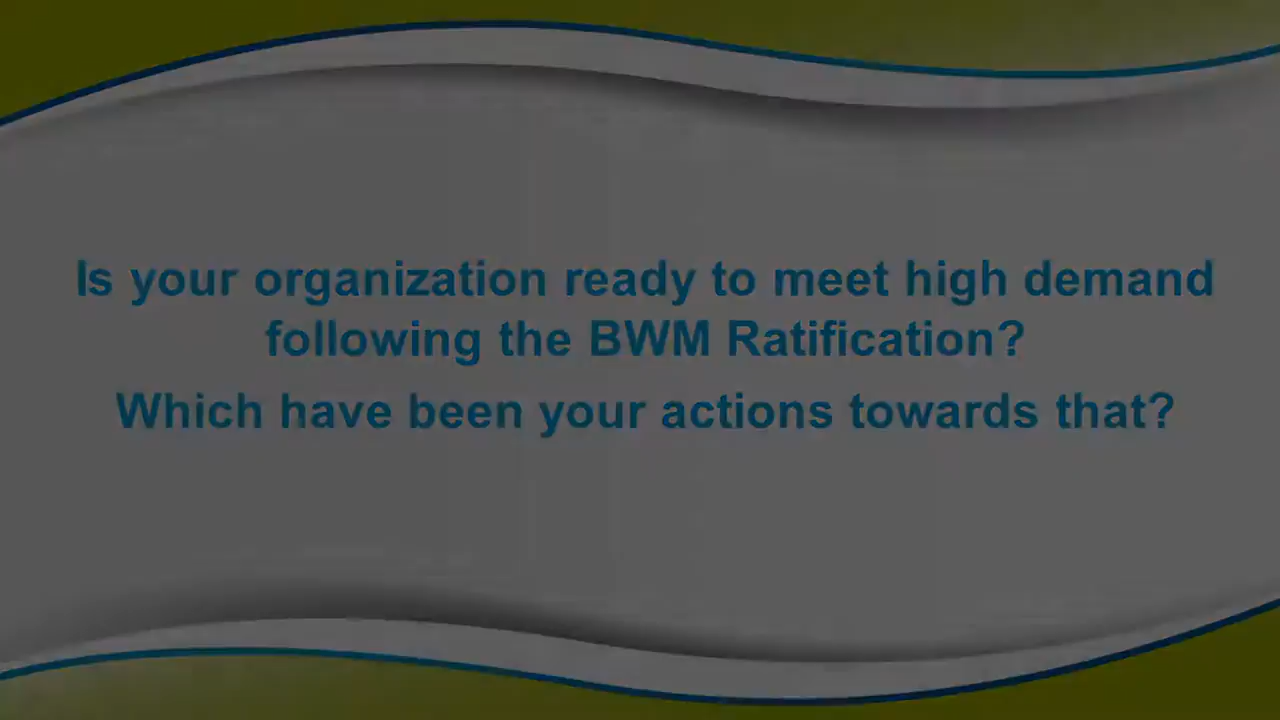 Is your organization ready to meet high demand
following the BWM Ratification?
Which have been your actions towards that?